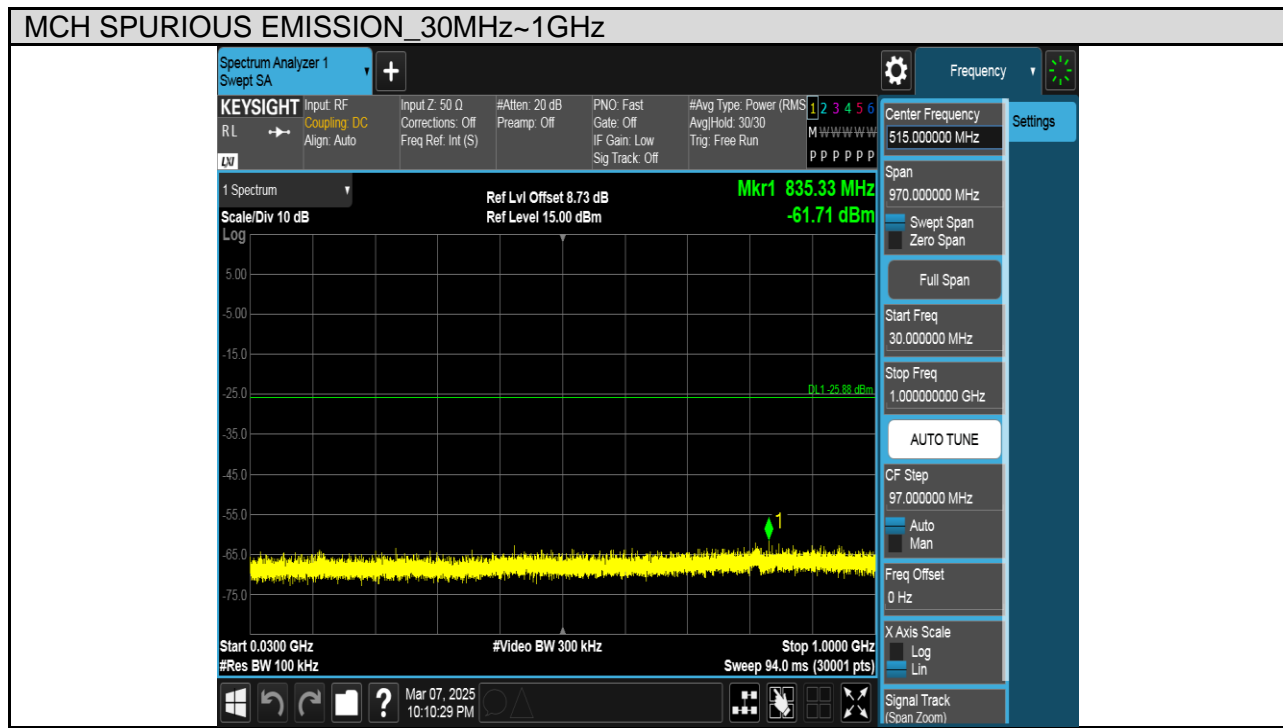 MCH SPURIOUS EMISSION_30MHz~1GHz
Spectrum Analyzer 1
Swept SA
+
Frequency
KEYSIGHT
RL
LXI
Input: RF
Coupling: DC
Align: Auto
Input Z: 50 Ω
Corrections: Off
Freq Ref: Int (S)
#Atten: 20 dB
Preamp: Off
PNO: Fast
Gate: Off
IF Gain: Low
Sig Track: Off
#Avg Type: Power (RMS
Avg|Hold: 30/30
Trig: Free Run
1 2 3 4 5 6
M W W W W W
P P P P P P
1 Spectrum
Scale/Div 10 dB
Log
Ref Lvl Offset 8.73 dB
Ref Level 15.00 dBm
Mkr1 835.33 MHz
-61.71 dBm
5.00
-5.00
-15.0
-25.0
DL1 -25.88 dBm
-35.0
-45.0
-55.0
1
-65.0
-75.0
Start 0.0300 GHz
#Res BW 100 kHz
#Video BW 300 kHz
Stop 1.0000 GHz
Sweep 94.0 ms (30001 pts)
?
Mar 07, 2025
10:10:29 PM
Center Frequency
515.000000 MHz
Settings
Span
970.000000 MHz
Swept Span
Zero Span
Full Span
Start Freq
30.000000 MHz
Stop Freq
1.000000000 GHz
AUTO TUNE
CF Step
97.000000 MHz
Auto
Man
Freq Offset
0 Hz
X Axis Scale
Log
Lin
Signal Track
(Span Zoom)